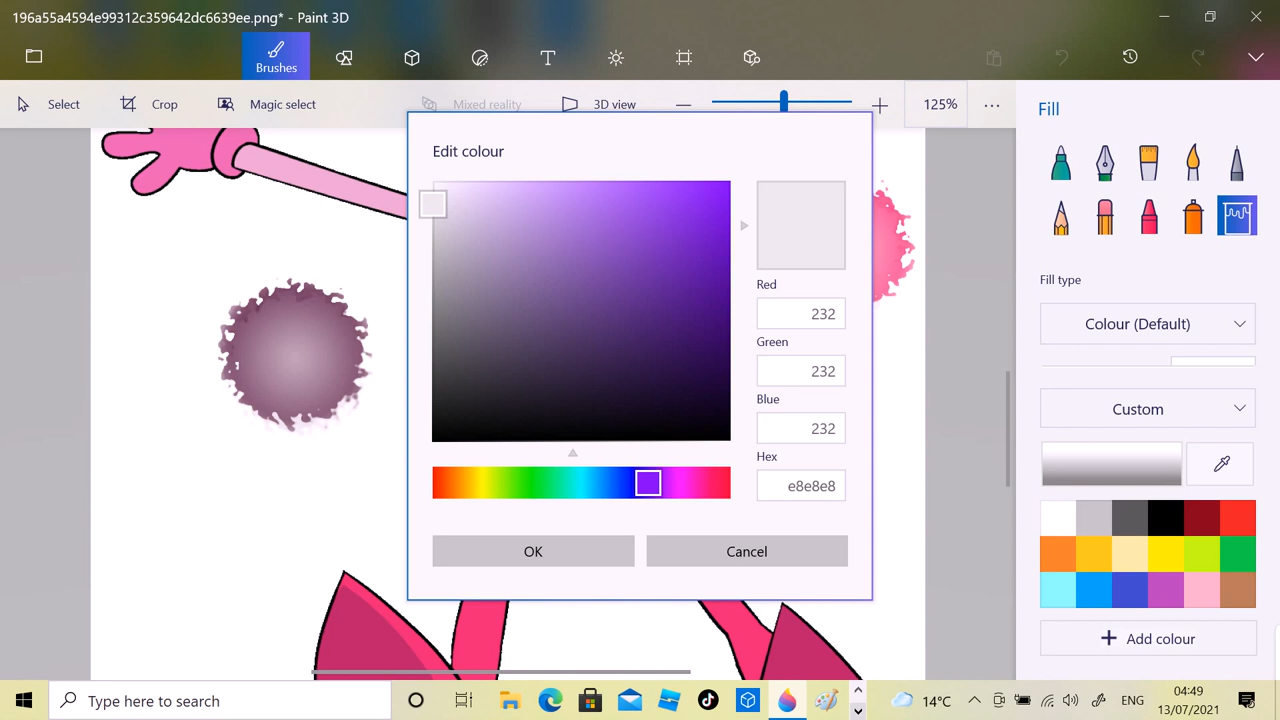 196a55a4594e99312c359642dc6639ee.png* - Paint 3D
Brushes
Select
Crop
Magic select
Mixed reality
3D view
125%
Fill
Edit colour
Red
232
Green
232
Blue
232
Hex
e8e8e8
OK
Cancel
Fill type
Colour (Default)
Custom
Add colour
Type here to search
14°C
ENG
04:49
13/07/2021